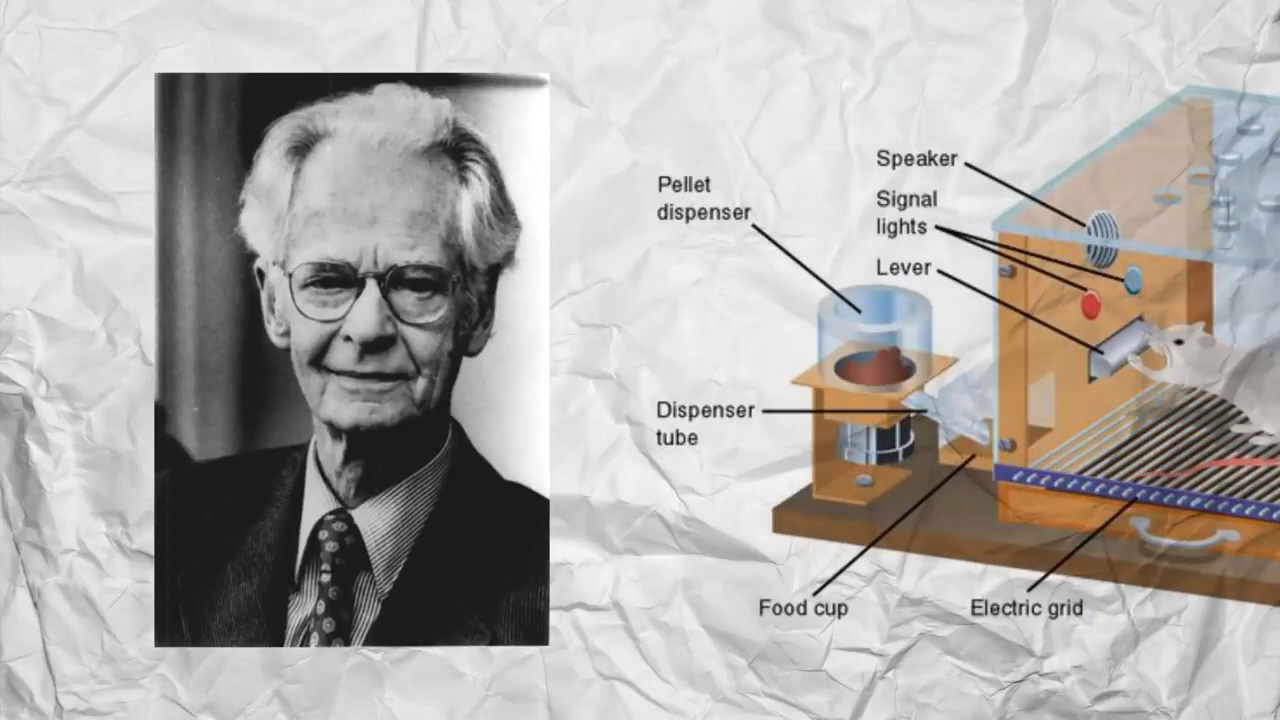 Speaker
Pellet
dispenser
Signal
lights
Lever
Dispenser
tube
Food cup
Electric grid